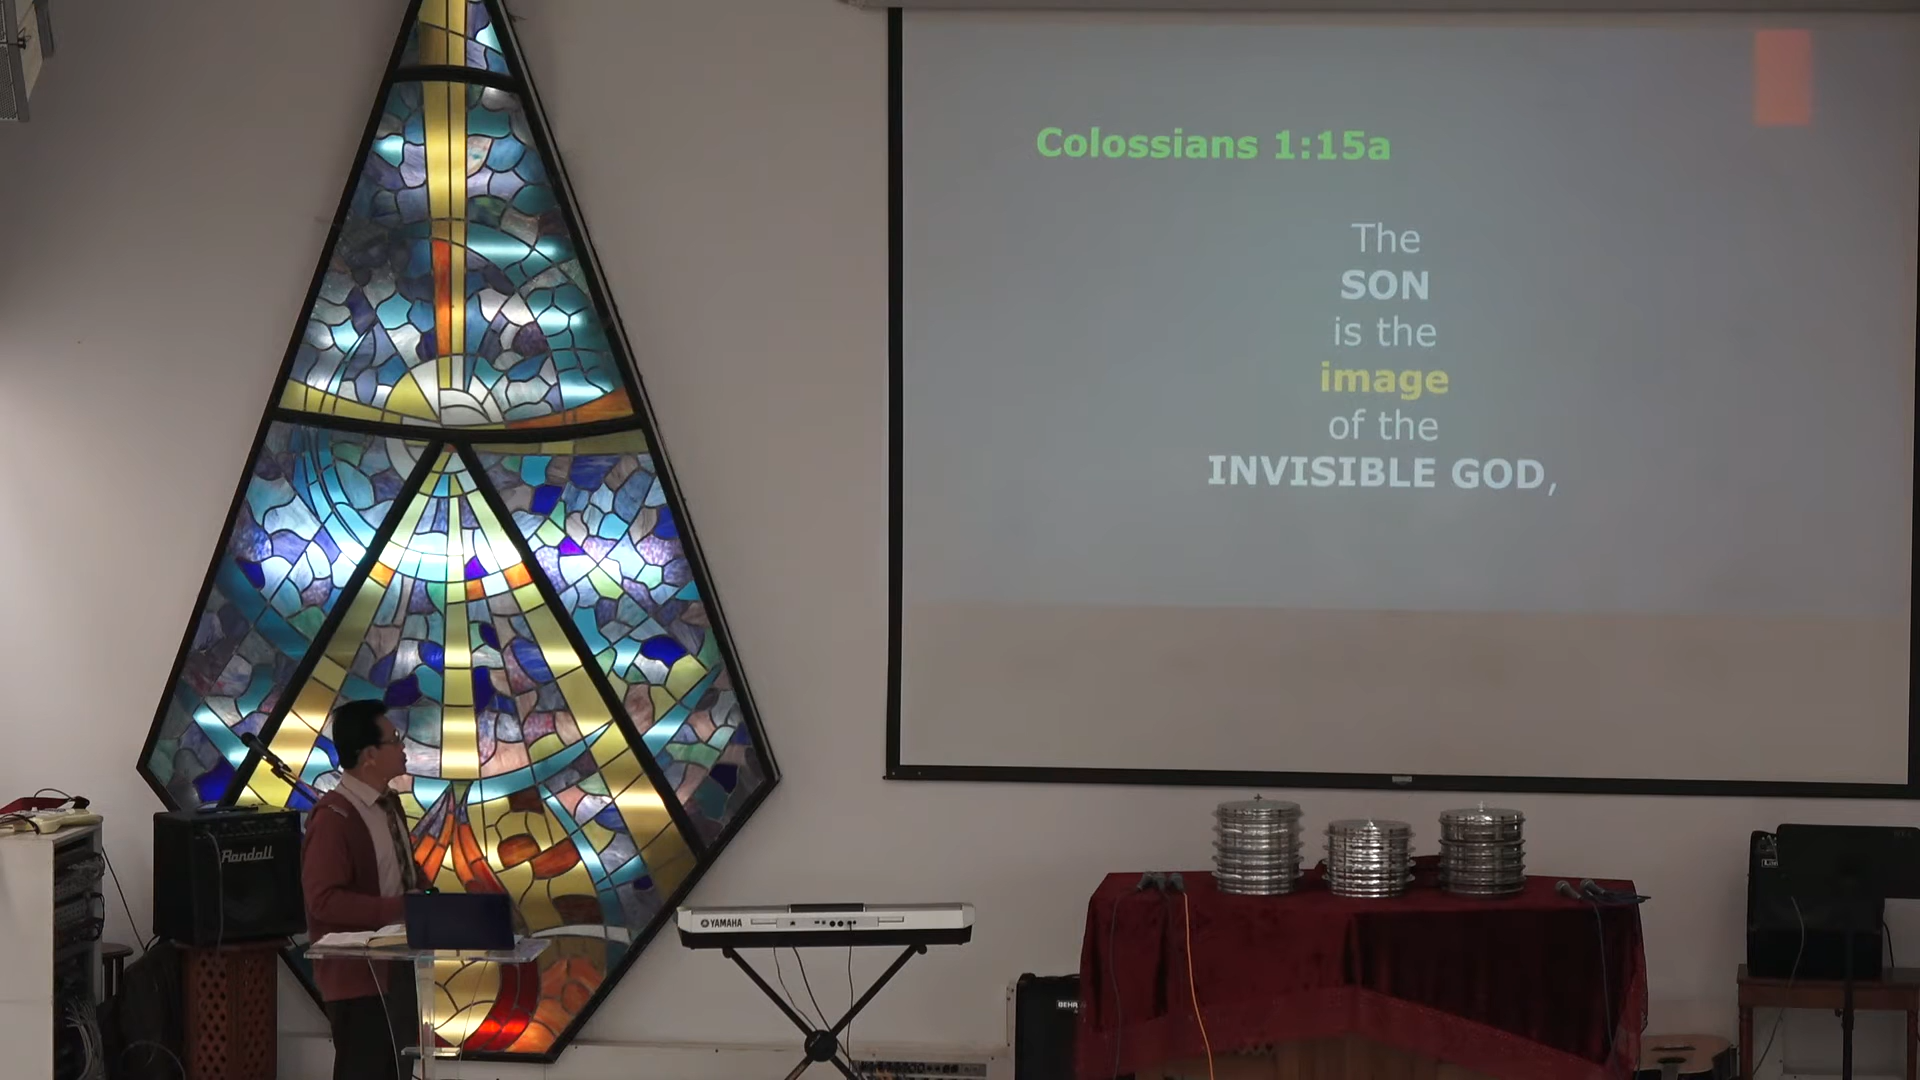 Colossians 1:15a
The
SON
is the
image
of the
INVISIBLE GOD,
Randall
YAMAHA